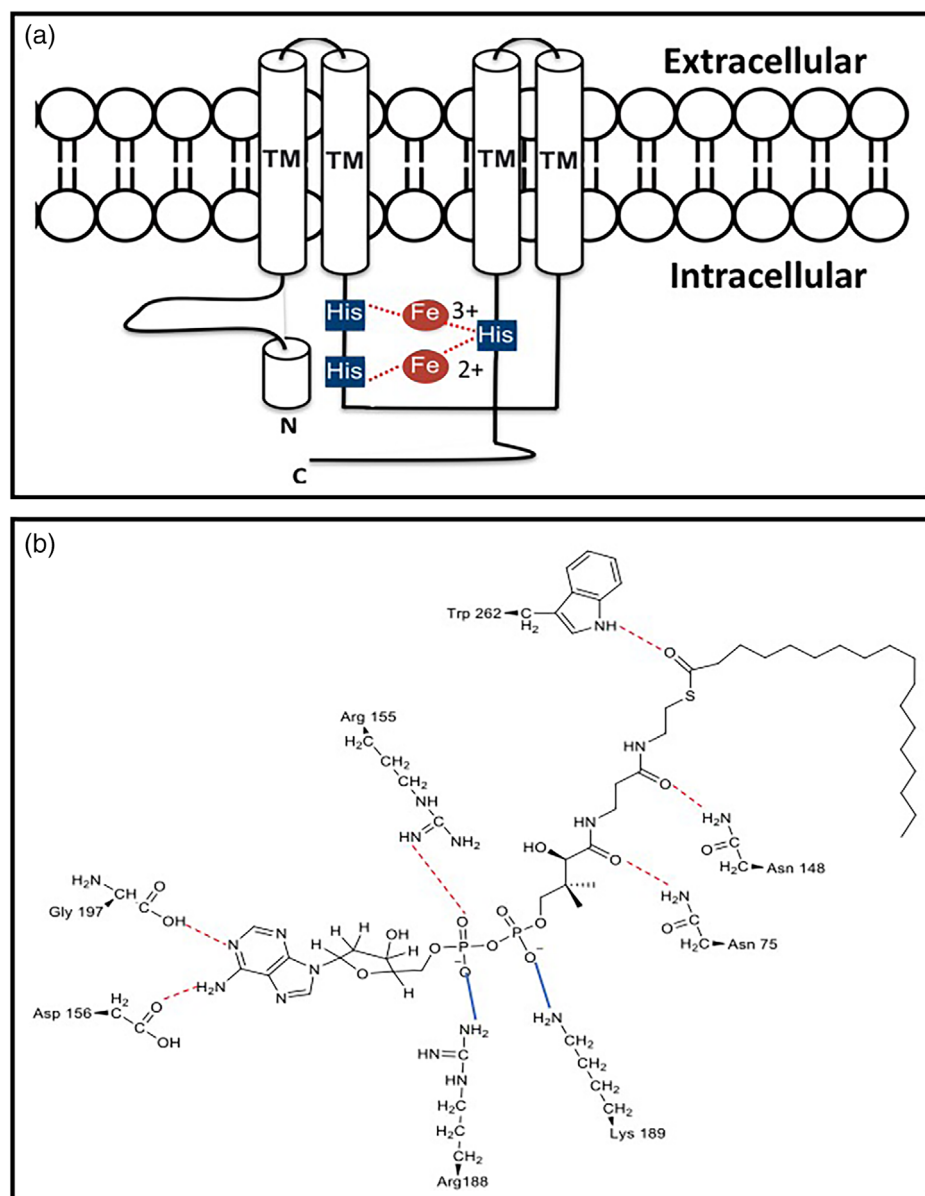 (a)
Extracellular
TM TM TM TM
Intracellular
His Fe 3+
His
His Fe 2+
N
C
(b)
Trp 262
C
H2
NH
O
S
Arg 155
H2C
CH2
CH2
NH
HN C NH2
HN
O
H2N
O C
H2C Asn 148
HN
HO
O
H2N
O C
H2C Asn 75
H2N CH C O
Gly 197 OH
N N
N N
H2N
H H H OH H
O
H
O P O P O
O O
O− O−
Asp 156
H2
C C O
OH
NH2
HN C
NH
H2C
H2C
CH2
Arg188
H2N
CH2
CH2
CH2
CH2
Lys 189